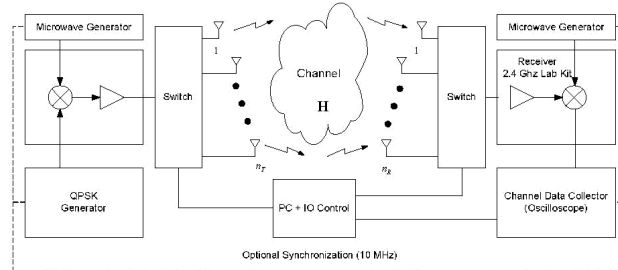 Microwave Generator
Switch
QPSK
Generator
1
n_T
Channel
H
1
n_R
Switch
Microwave Generator
Receiver
2.4 Ghz Lab Kit
Channel Data Collector
(Oscilloscope)
PC + IO Control
Optional Synchronization (10 MHz)